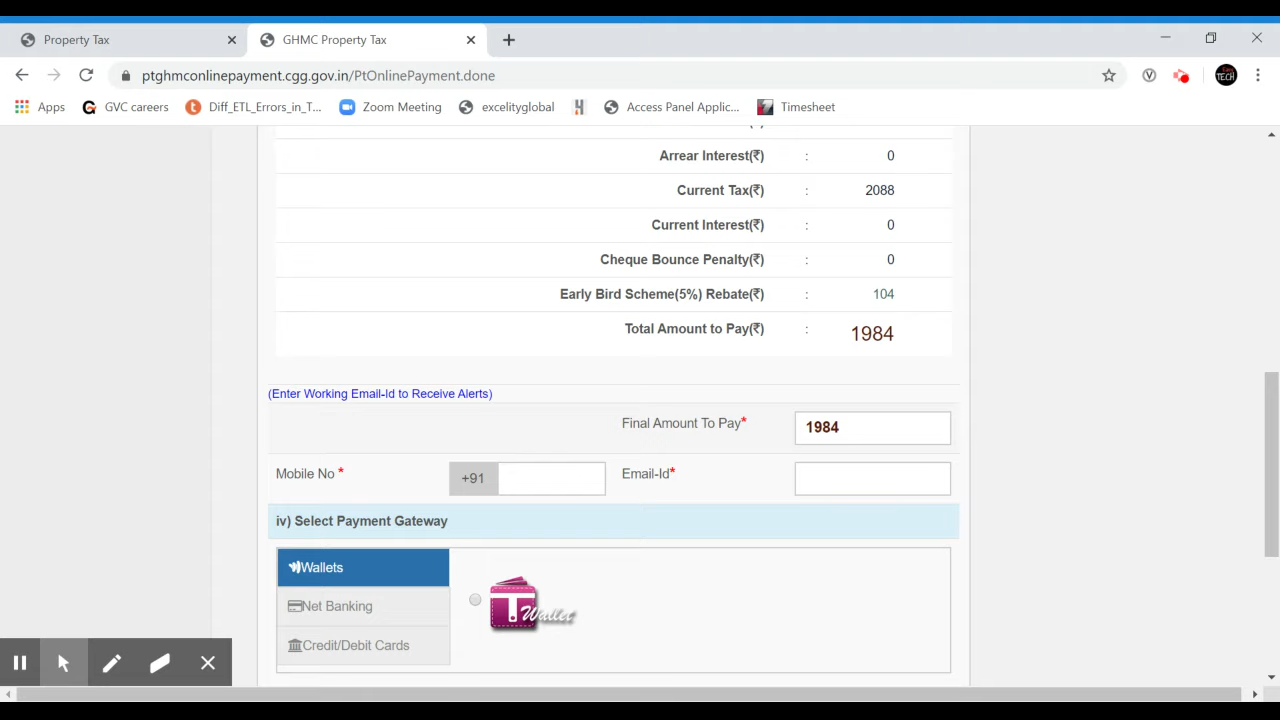 Property Tax
GHMC Property Tax
ptghmconlinepayment.cgg.gov.in/PtOnlinePayment.done
TECH
Apps
GVC careers
Diff_ETL_Errors_in_T...
Zoom Meeting
excelityglobal
Access Panel Applic...
Timesheet
Arrear Interest(₹) : 0
Current Tax(₹) : 2088
Current Interest(₹) : 0
Cheque Bounce Penalty(₹) : 0
Early Bird Scheme(5%) Rebate(₹) : 104
Total Amount to Pay(₹) : 1984
(Enter Working Email-Id to Receive Alerts)
Final Amount To Pay* 1984
Mobile No * +91 Email-Id*
iv) Select Payment Gateway
Wallets
Net Banking
Credit/Debit Cards
T Wallet